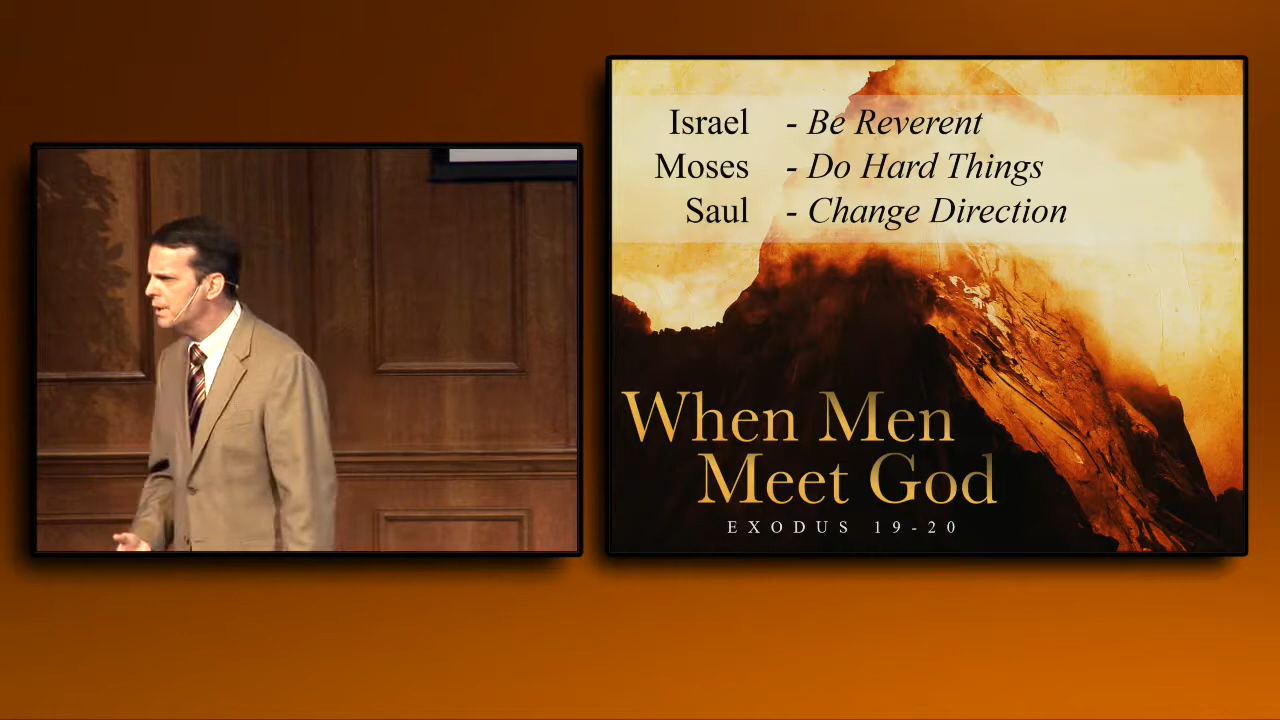 Israel - Be Reverent
Moses - Do Hard Things
Saul - Change Direction
When Men
Meet God
EXODUS 19-20